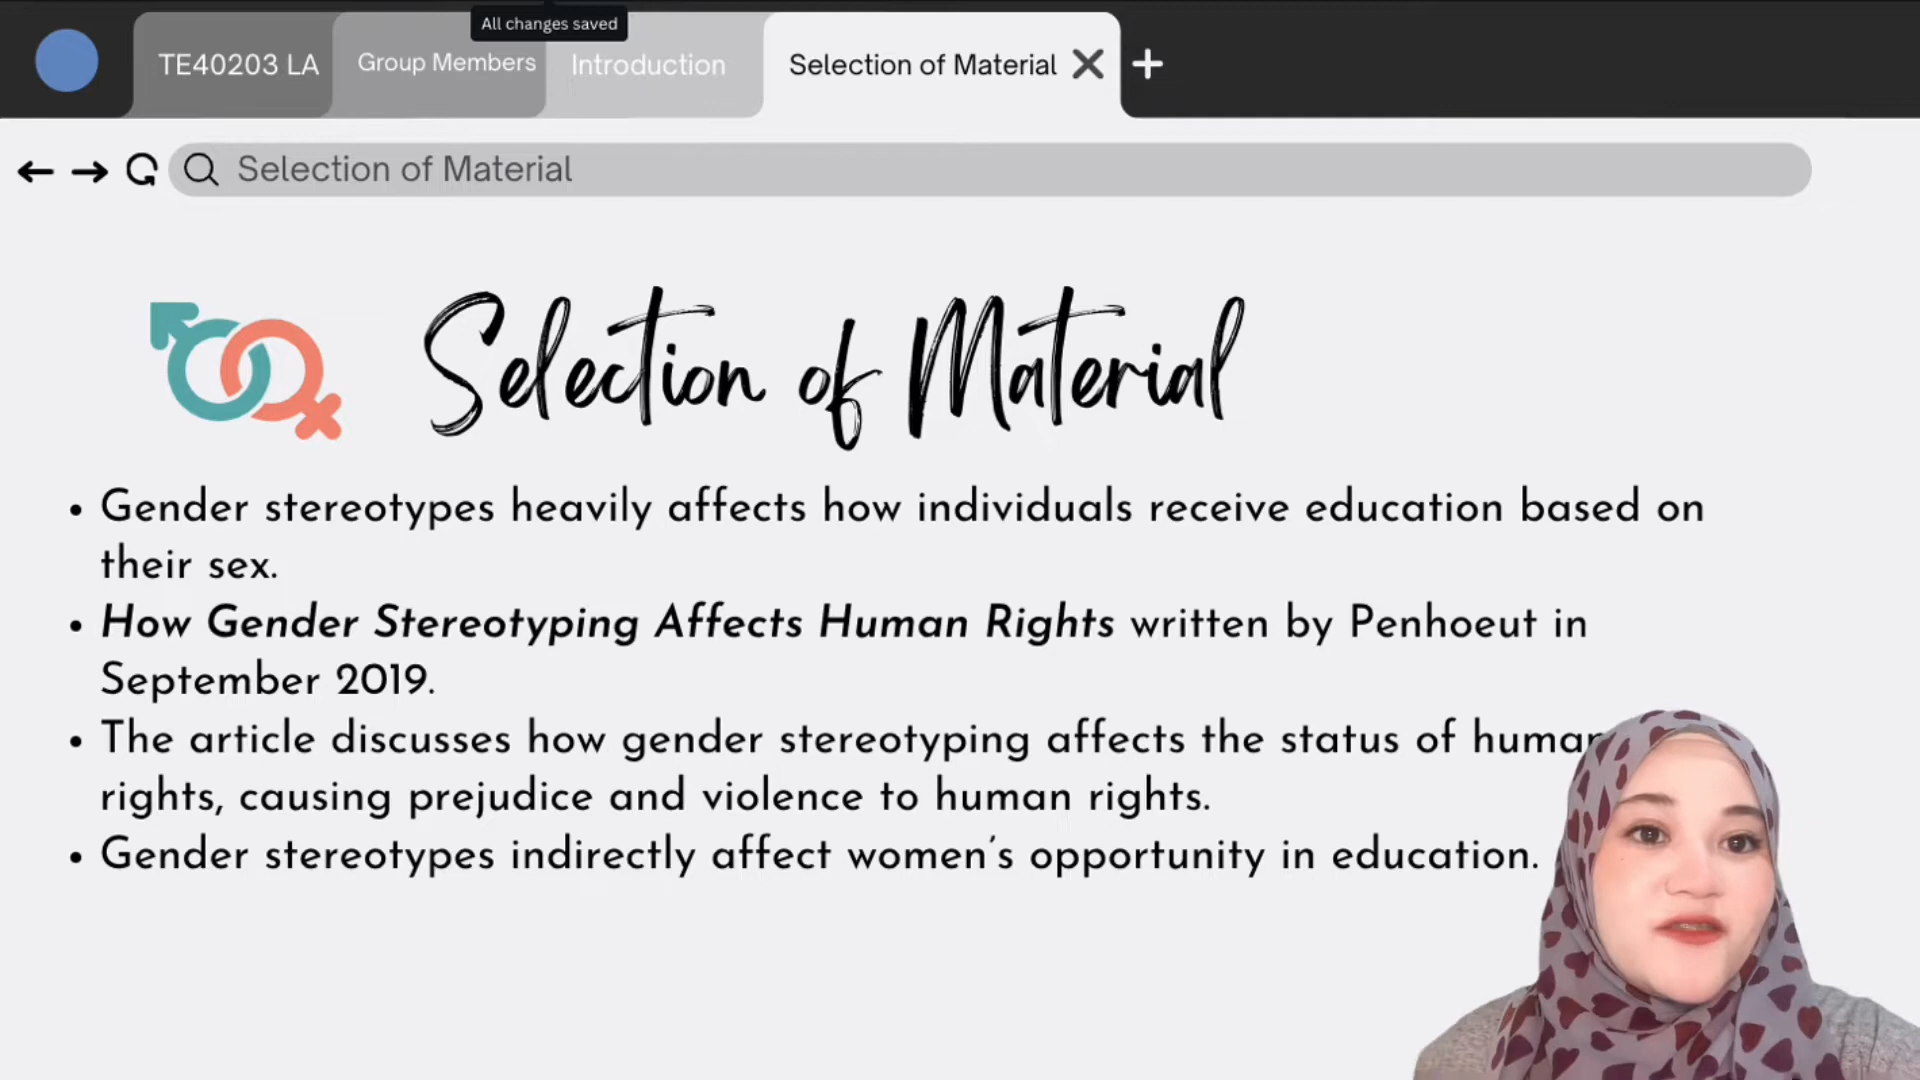 All changes saved
TE40203 LA
Group Members
Introduction
Selection of Material
Selection of Material
Selection of Material
• Gender stereotypes heavily affects how individuals receive education based on
their sex.
• How Gender Stereotyping Affects Human Rights written by Penhoeut in
September 2019.
• The article discusses how gender stereotyping affects the status of human
rights, causing prejudice and violence to human rights.
• Gender stereotypes indirectly affect women's opportunity in education.